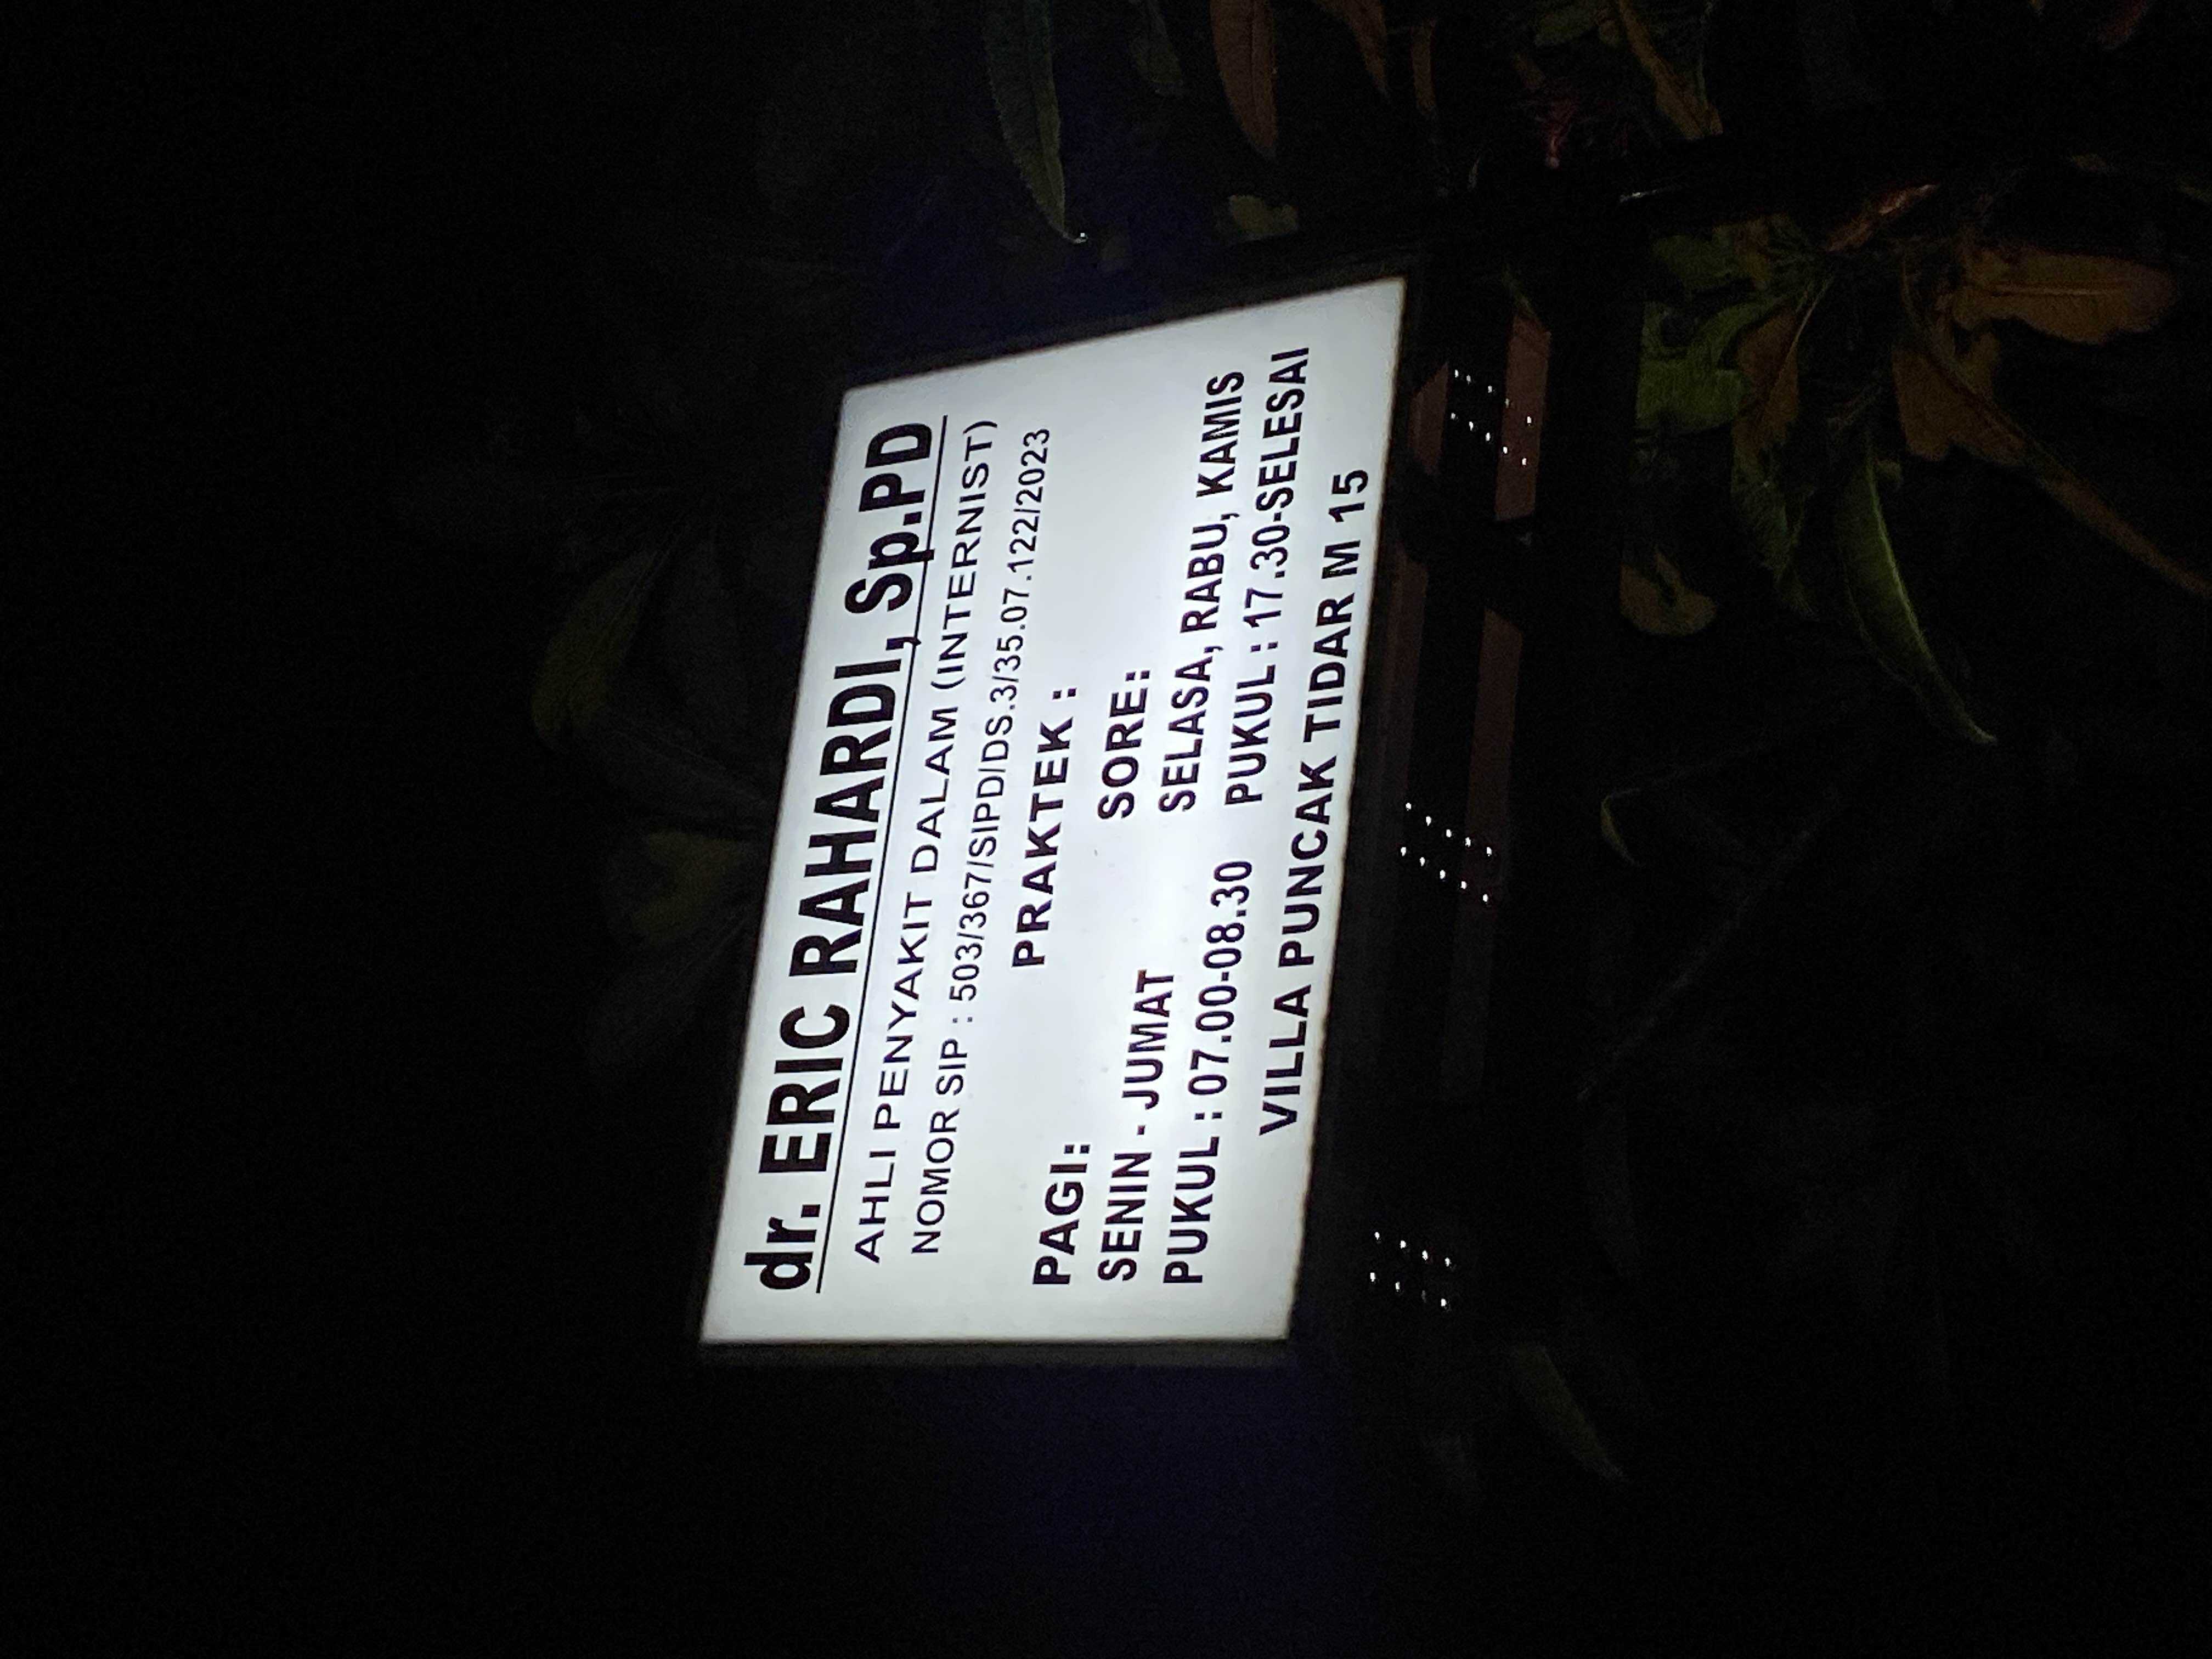 dr. ERIC RAHARDI, Sp.PD
AHLI PENYAKIT DALAM (INTERNIST)
NOMOR SIP : 503/367/SIPD/DS.3/35.07.122/2023
PRAKTEK :
PAGI:
SENIN - JUMAT
PUKUL : 07.00-08.30
SORE:
SELASA, RABU, KAMIS
PUKUL : 17.30-SELESAI
VILLA PUNCAK TIDAR M 15